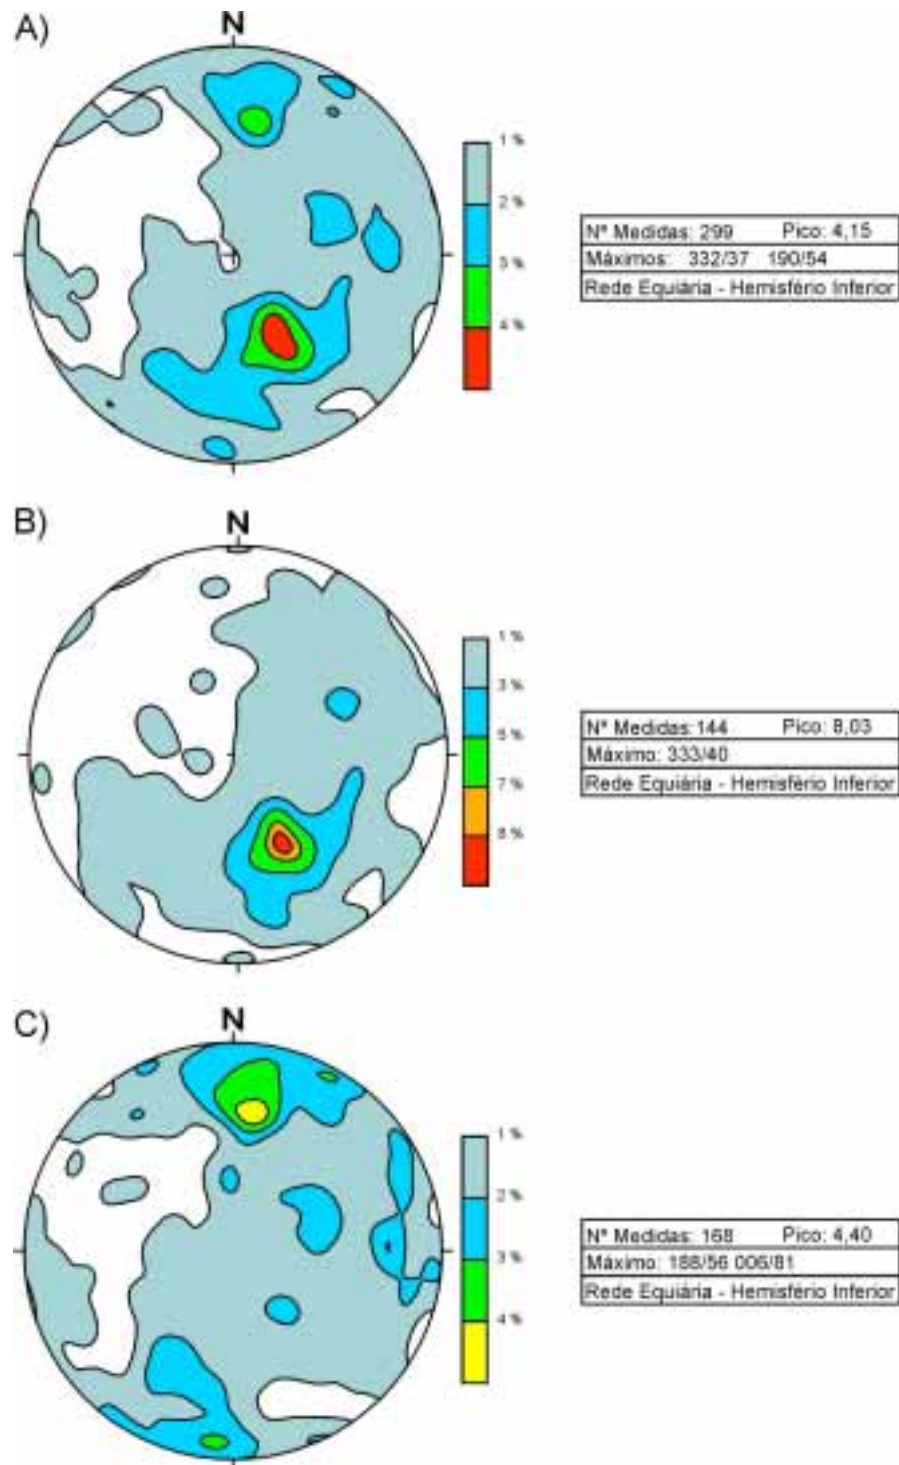 A)
N
1 %
2 %
3 %
4 %
Nº Medidas: 299 Pico: 4,15
Máximos: 332/37 190/54
Rede Equiária - Hemisfério Inferior
B)
N
1 %
3 %
5 %
7 %
8 %
Nº Medidas: 144 Pico: 8,03
Máximo: 333/40
Rede Equiária - Hemisfério Inferior
C)
N
1 %
2 %
3 %
4 %
Nº Medidas: 168 Pico: 4,40
Máximo: 188/56 006/81
Rede Equiária - Hemisfério Inferior